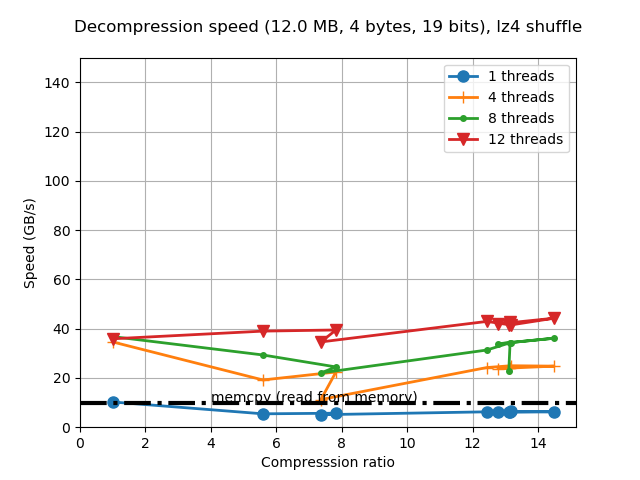 Decompression speed (12.0 MB, 4 bytes, 19 bits), lz4 shuffle
1 threads
4 threads
8 threads
12 threads
140
120
100
80
60
40
20
0
Speed (GB/s)
memcpy (read from memory)
0 2 4 6 8 10 12 14
Compresssion ratio